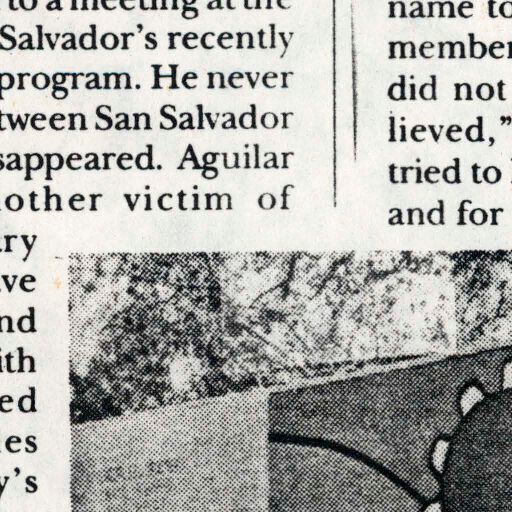 to a meeting at the
Salvador's recently
program. He never
tween San Salvador
sappeared. Aguilar
other victim of
ry
ve
nd
ith
ed
es
y's
name to
member
did not
lieved,"
tried to
and for